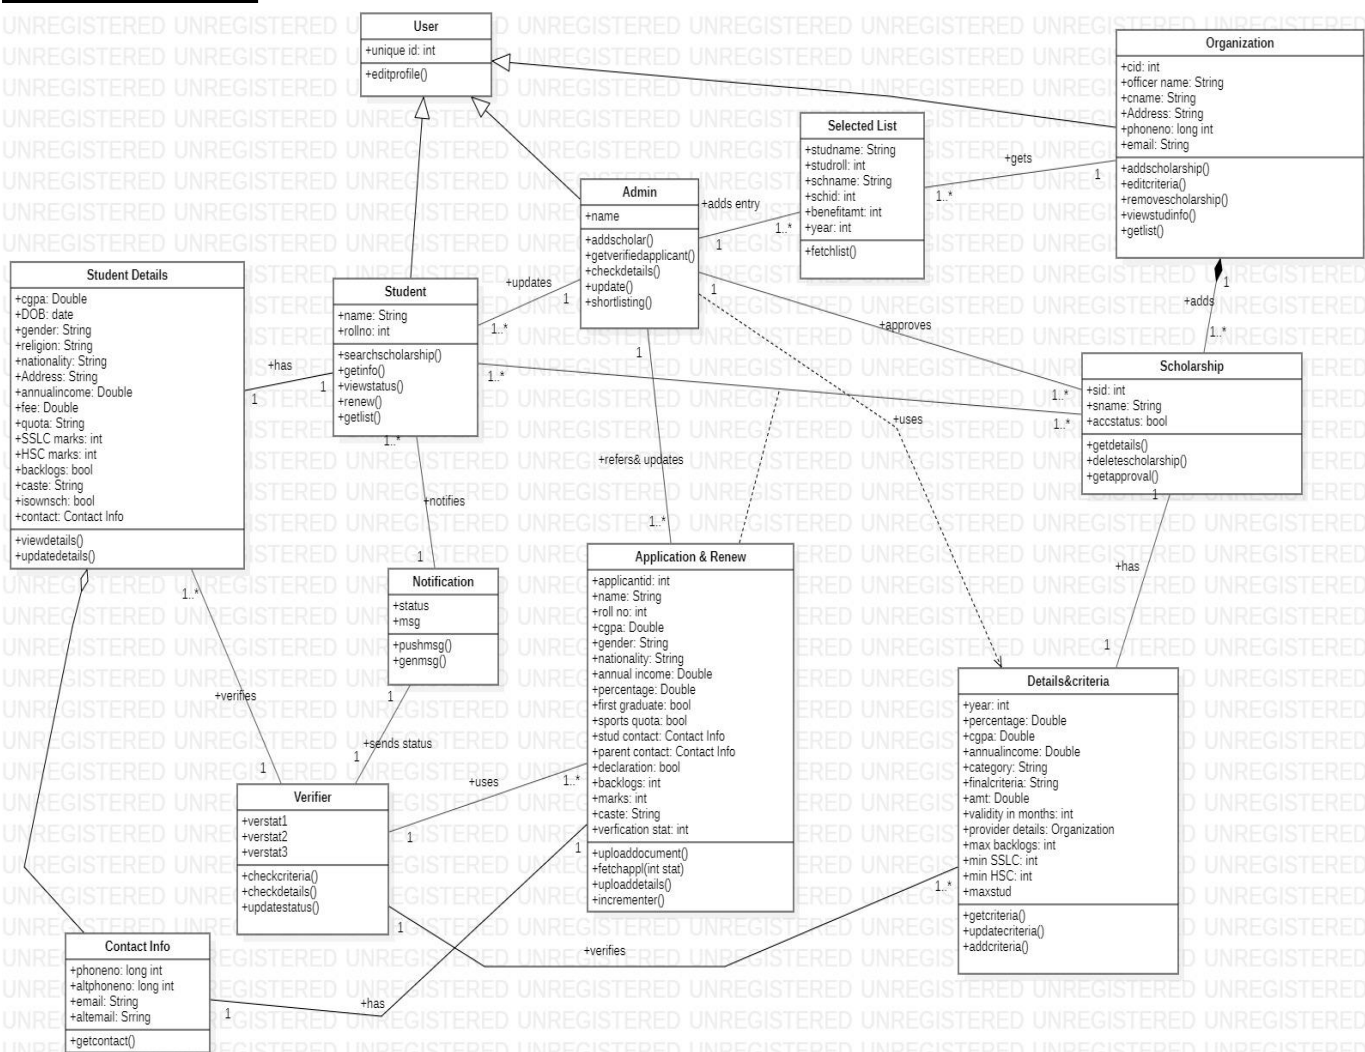 User
+unique id: int
+editprofile()
Organization
+cid: int
+officer name: String
+cname: String
+Address: String
+phoneno: long int
+email: String
+addscholarship()
+editcriteria()
+removescholarship()
+viewstudinfo()
+getlist()
Selected List
+studname: String
+studroll: int
+schname: String
+schid: int
+benefitamt: int
+year: int
+fetchlist()
+gets
1
1..*
Admin
+name
+addscholar()
+getverifiedapplicant()
+checkdetails()
+update()
+shortlisting()
+adds entry
1
1..*
Student Details
+cgpa: Double
+DOB: date
+gender: String
+religion: String
+nationality: String
+Address: String
+annualincome: Double
+fee: Double
+quota: String
+SSLC marks: int
+HSC marks: int
+backlogs: bool
+caste: String
+isownsch: bool
+contact: Contact Info
+viewdetails()
+updatedetails()
Student
+name: String
+rollno: int
+searchscholarship()
+getinfo()
+viewstatus()
+renew()
+getlist()
+has
1
1
+updates
1
1..*
1
+approves
1..*
1..*
1..*
+adds
1
1..*
Scholarship
+sid: int
+sname: String
+accstatus: bool
+getdetails()
+deletescholarship()
+getapproval()
1
+has
1
+uses
1
+refers& updates
1..*
1..*
+notifies
1
Notification
+status
+msg
+pushmsg()
+genmsg()
1
+sends status
1
1..*
+verifies
1
Application & Renew
+applicantid: int
+name: String
+roll no: int
+cgpa: Double
+gender: String
+nationality: String
+annual income: Double
+percentage: Double
+first graduate: bool
+sports quota: bool
+stud contact: Contact Info
+parent contact: Contact Info
+declaration: bool
+backlogs: int
+marks: int
+caste: String
+verfication stat: int
+uploaddocument()
+fetchappl(int stat)
+uploaddetails()
+incrementer()
Details&criteria
+year: int
+percentage: Double
+cgpa: Double
+annualincome: Double
+category: String
+finalcriteria: String
+amt: Double
+validity in months: int
+provider details: Organization
+max backlogs: int
+min SSLC: int
+min HSC: int
+maxstud
+getcriteria()
+updatecriteria()
+addcriteria()
Verifier
+verstat1
+verstat2
+verstat3
+checkcriteria()
+checkdetails()
+updatestatus()
+uses
1..*
1
1
1
+verifies
1..*
Contact Info
+phoneno: long int
+altphoneno: long int
+email: String
+altemail: Srring
+getcontact()
1
+has